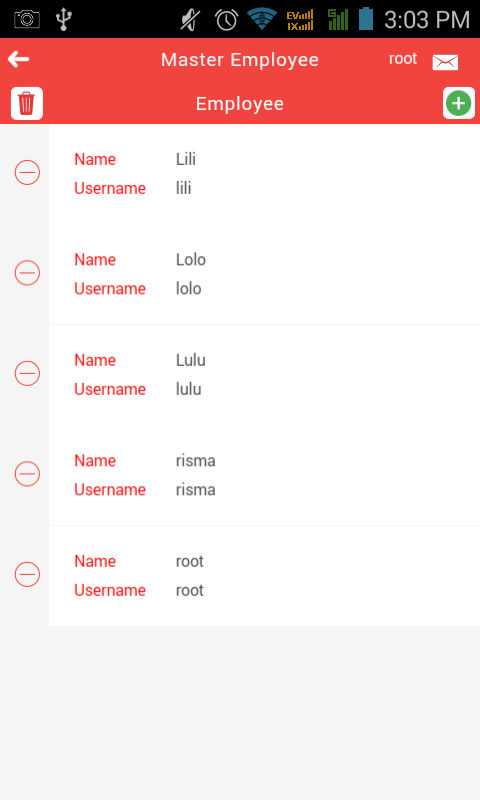 EV
IX
G
3:03 PM
Master Employee
root
Employee
Name Lili
Username lili
Name Lolo
Username lolo
Name Lulu
Username lulu
Name risma
Username risma
Name root
Username root